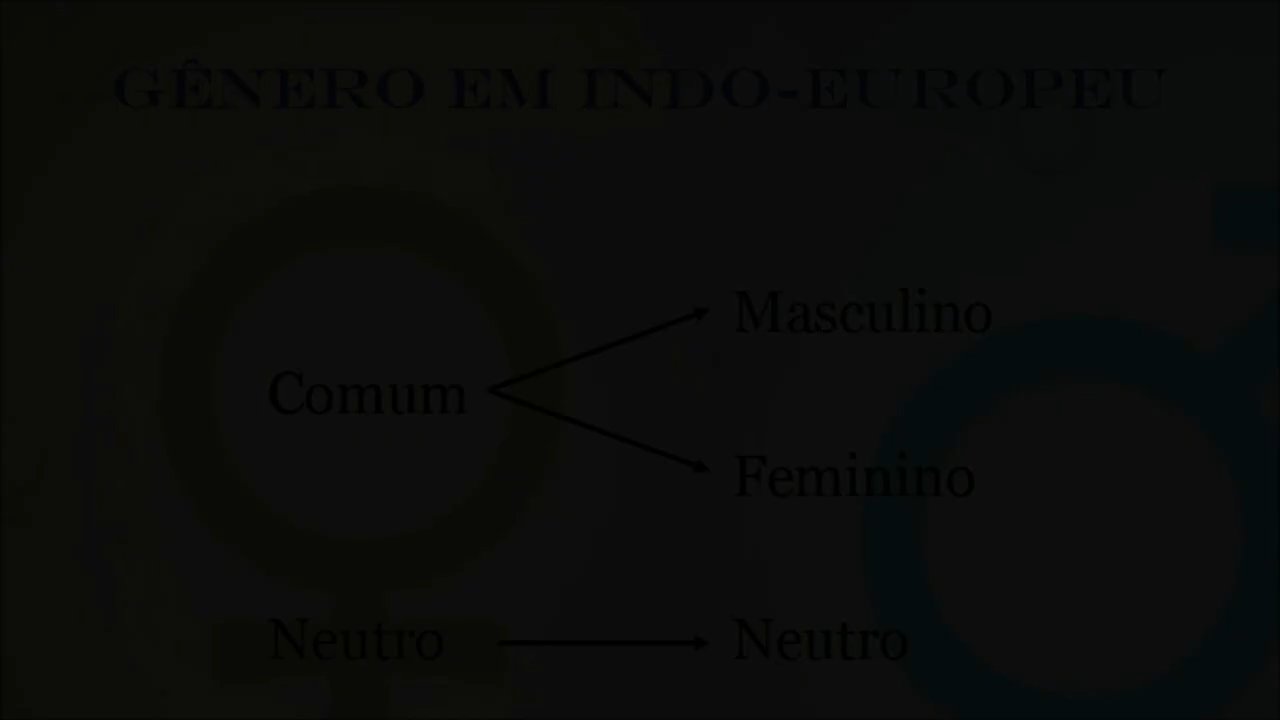 GÊNERO EM INDO-EUROPEU
Masculino
Comum
Feminino
Neutro Neutro